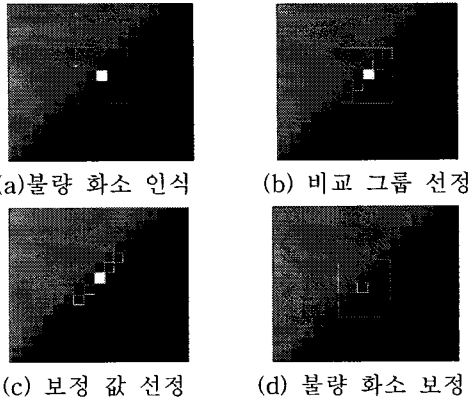 (a)불량 화소 인식
(b) 비교 그룹 선정
(c) 보정 값 선정
(d) 불량 화소 보정